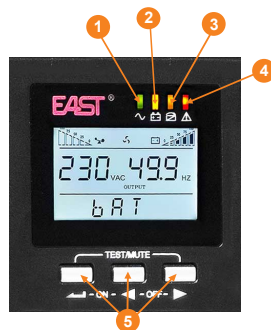 1
2
3
4
EAST®
230 VAC 49.9 HZ
OUTPUT
bAT
TEST/MUTE
ON
OFF
5